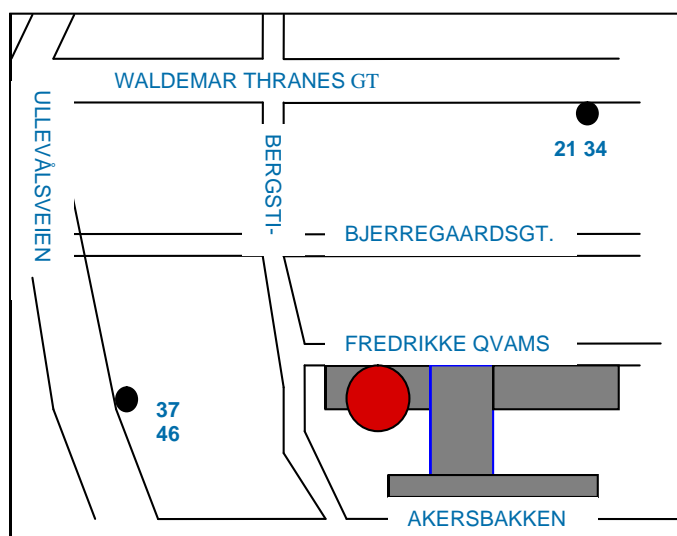 WALDEMAR THRANES GT
ULLEVÅLSVEIEN
BERGSTI-
21 34
BJERREGAARDSGT.
FREDRIKKE QVAMS
37
46
AKERSBAKKEN